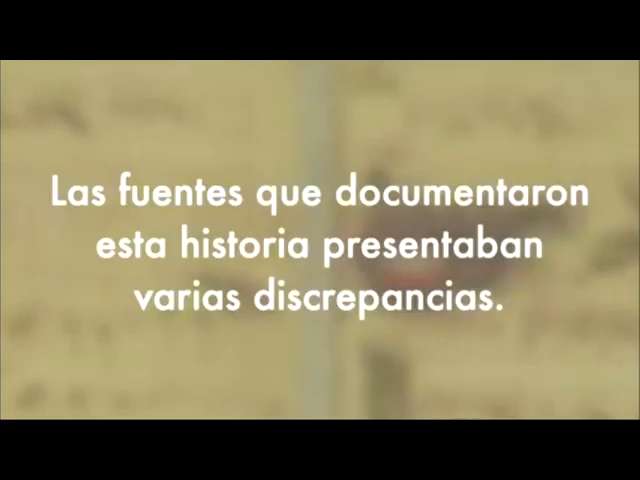 Las fuentes que documentaron
esta historia presentaban
varias discrepancias.